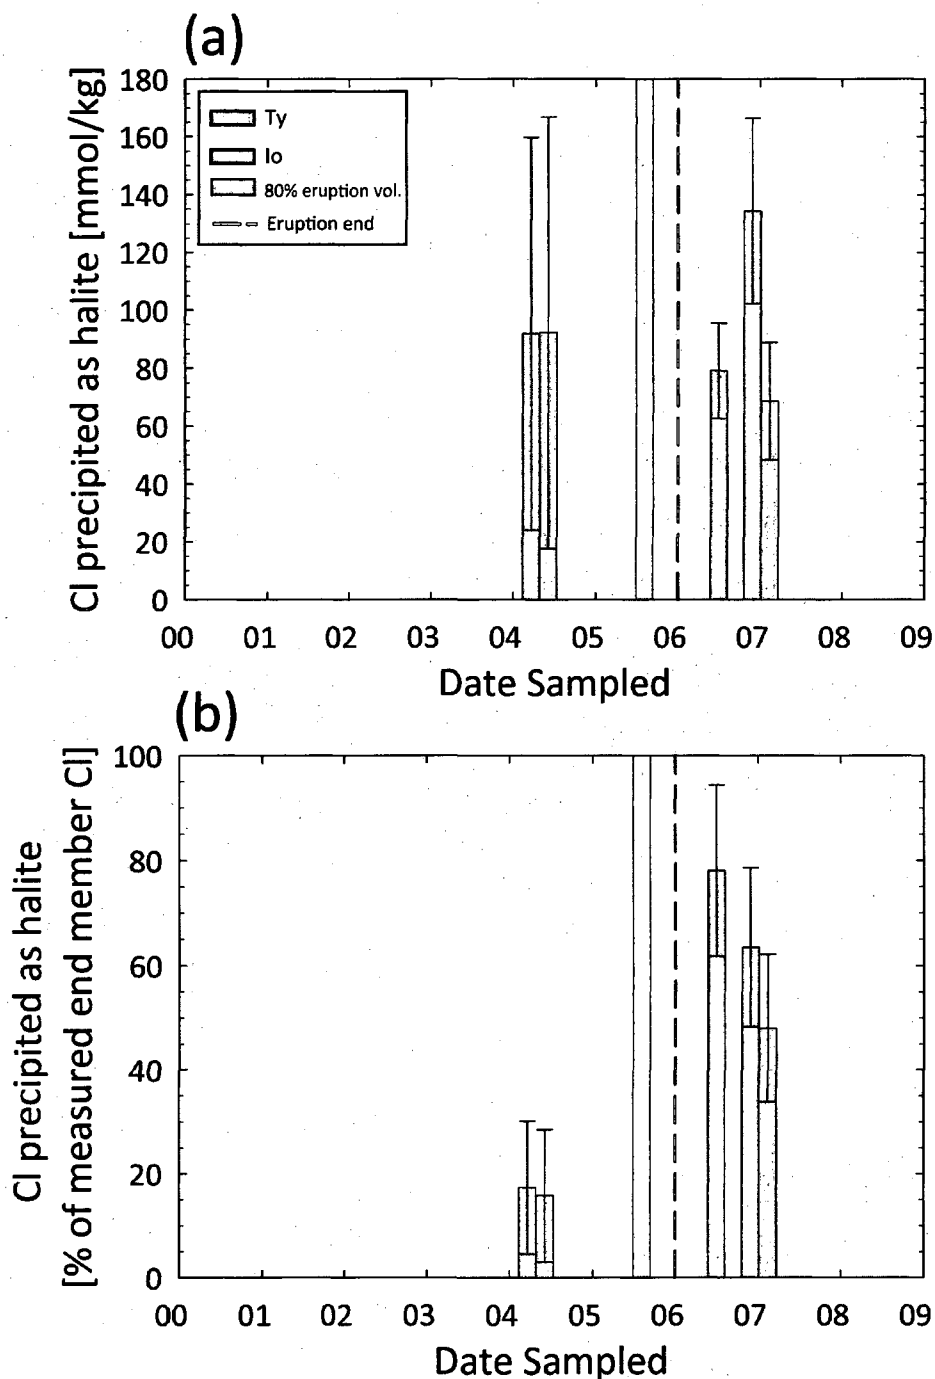 (a)
Cl precipited as halite [mmol/kg]
180
160
140
120
100
80
60
40
20
0
Ty
Io
80% eruption vol.
Eruption end
00 01 02 03 04 05 06 07 08 09
Date Sampled
(b)
Cl precipited as halite
[% of measured end member Cl]
100
80
60
40
20
0
00 01 02 03 04 05 06 07 08 09
Date Sampled